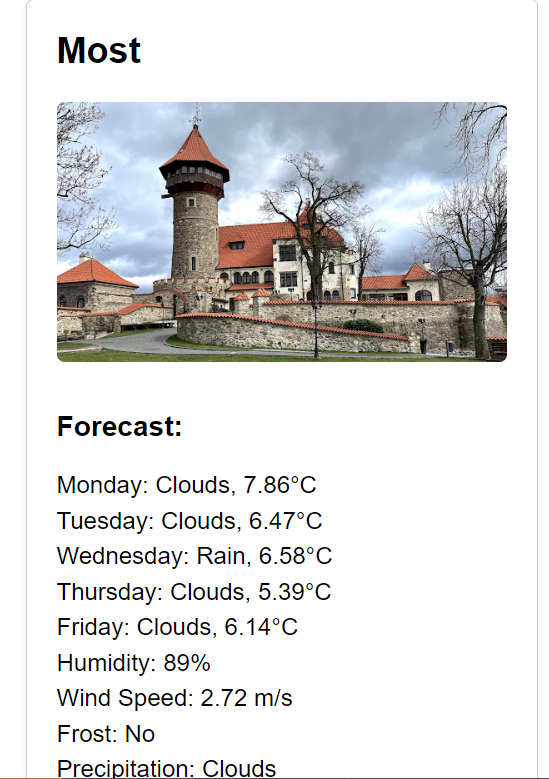 Most
Forecast:
Monday: Clouds, 7.86°C
Tuesday: Clouds, 6.47°C
Wednesday: Rain, 6.58°C
Thursday: Clouds, 5.39°C
Friday: Clouds, 6.14°C
Humidity: 89%
Wind Speed: 2.72 m/s
Frost: No
Precipitation: Clouds